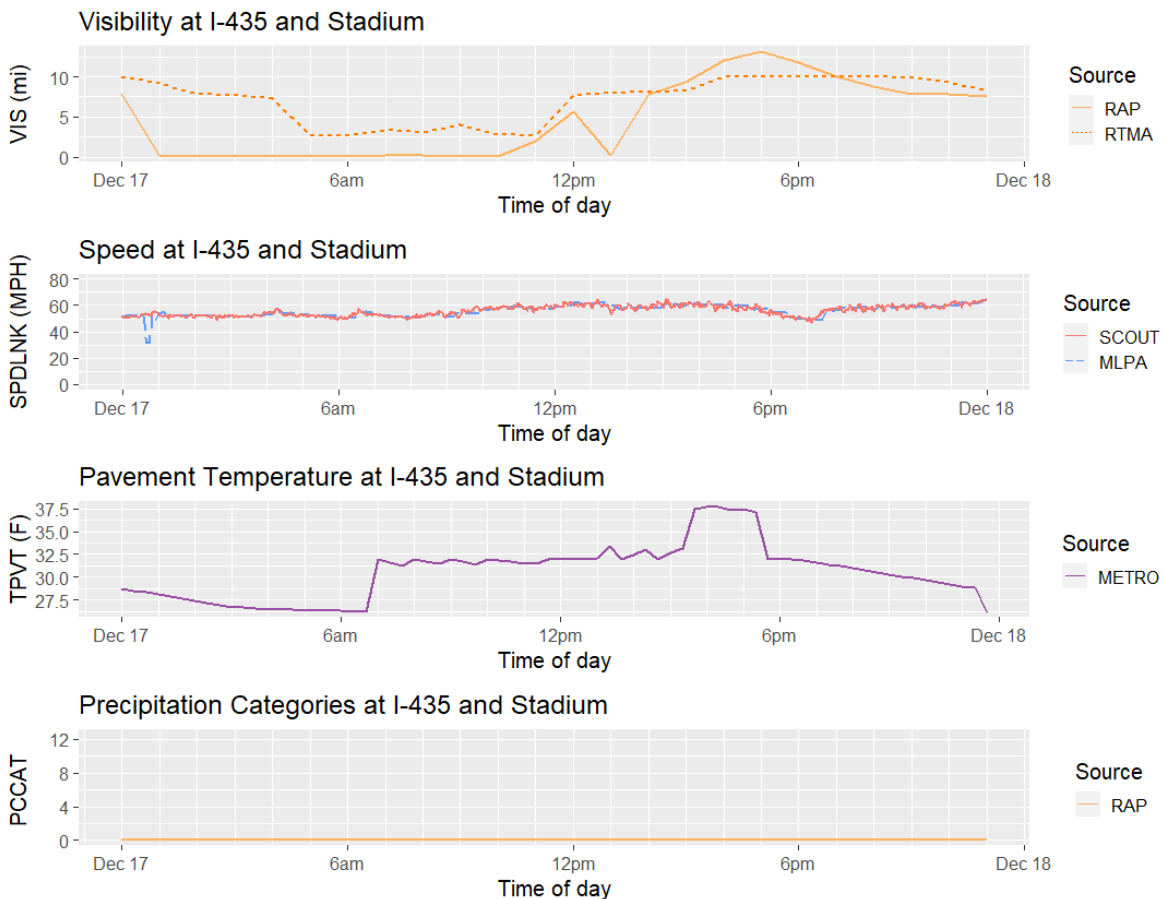 Visibility at I-435 and Stadium
VIS (mi)
10
5
0
Dec 17 6am 12pm 6pm Dec 18
Time of day
Source
RAP
RTMA
Speed at I-435 and Stadium
SPDLNK (MPH)
80
60
40
20
0
Dec 17 6am 12pm 6pm Dec 18
Time of day
Source
SCOUT
MLPA
Pavement Temperature at I-435 and Stadium
TPVT (F)
37.5
35.0
32.5
30.0
27.5
Dec 17 6am 12pm 6pm Dec 18
Time of day
Source
METRO
Precipitation Categories at I-435 and Stadium
PCCAT
12
8
4
0
Dec 17 6am 12pm 6pm Dec 18
Time of day
Source
RAP